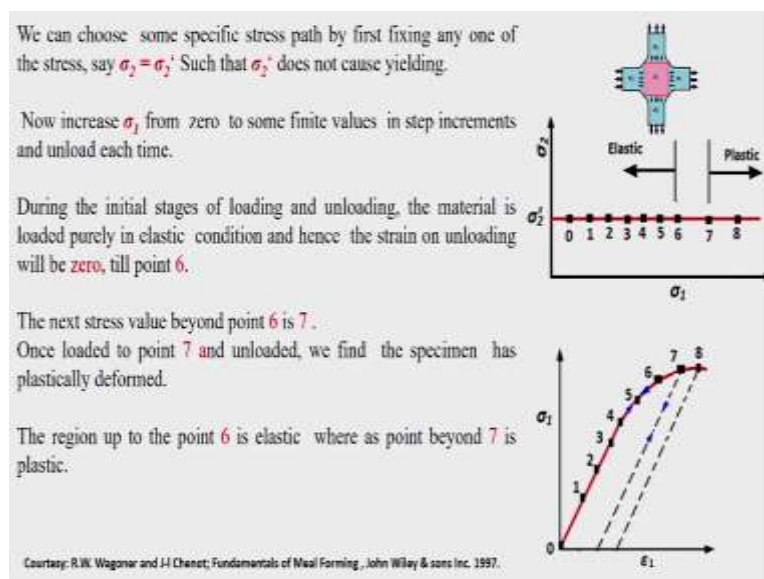 We can choose some specific stress path by first fixing any one of
the stress, say σ₂ = σ₂' Such that σ₂' does not cause yielding.
Now increase σ₁ from zero to some finite values in step increments
and unload each time.
During the initial stages of loading and unloading, the material is
loaded purely in elastic condition and hence the strain on unloading
will be zero, till point 6.
The next stress value beyond point 6 is 7 .
Once loaded to point 7 and unloaded, we find the specimen has
plastically deformed.
The region up to the point 6 is elastic where as point beyond 7 is
plastic.
σ₂
Elastic
Plastic
σ₂'
0 1 2 3 4 5 6 7 8
σ₁
σ₁
0
1
2
3
4
5
6
7
8
ε₁
Courtesy: R.W. Wagoner and J-l Chenot; Fundamentals of Meal Forming , John Wiley & sons Inc. 1997.